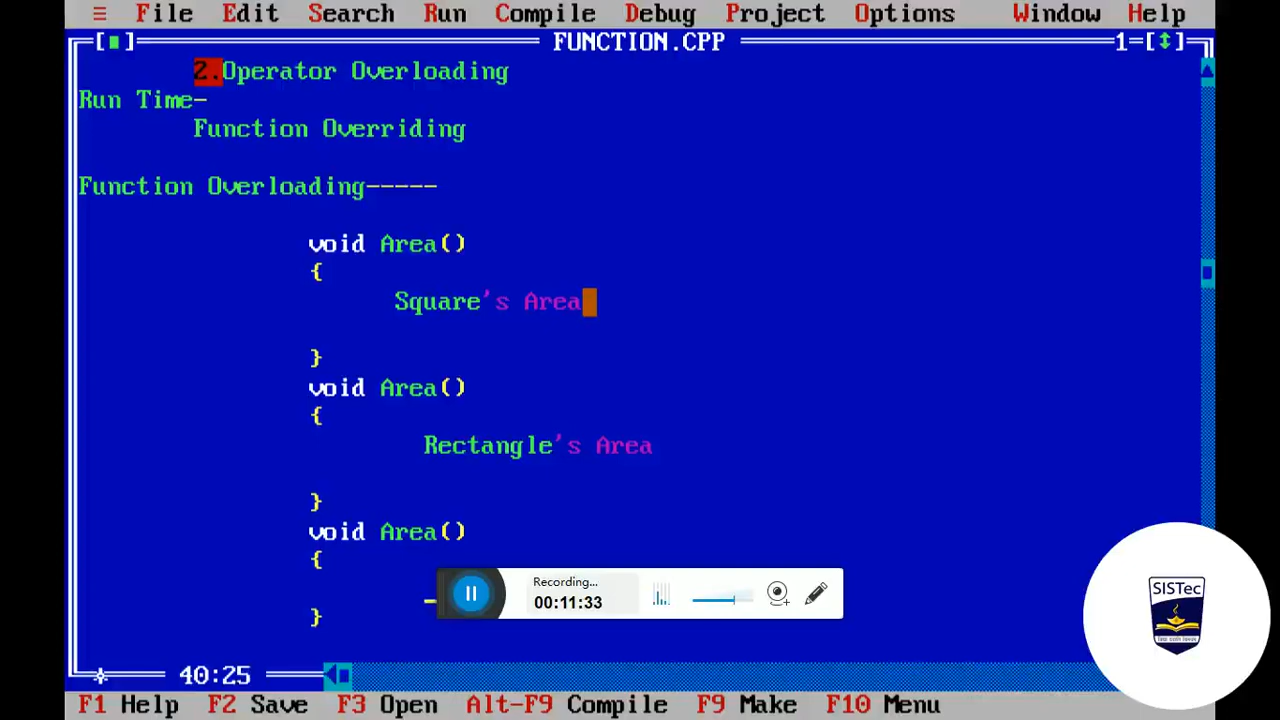 ≡ File Edit Search Run Compile Debug Project Options Window Help
[■] FUNCTION.CPP 1=[↕]
2.Operator Overloading
Run Time-
Function Overriding
Function Overloading-----
void Area()
{
Square's Area
}
void Area()
{
Rectangle's Area
}
void Area()
{
}
Recording...
00:11:33
SISTec
40:25
F1 Help F2 Save F3 Open Alt-F9 Compile F9 Make F10 Menu